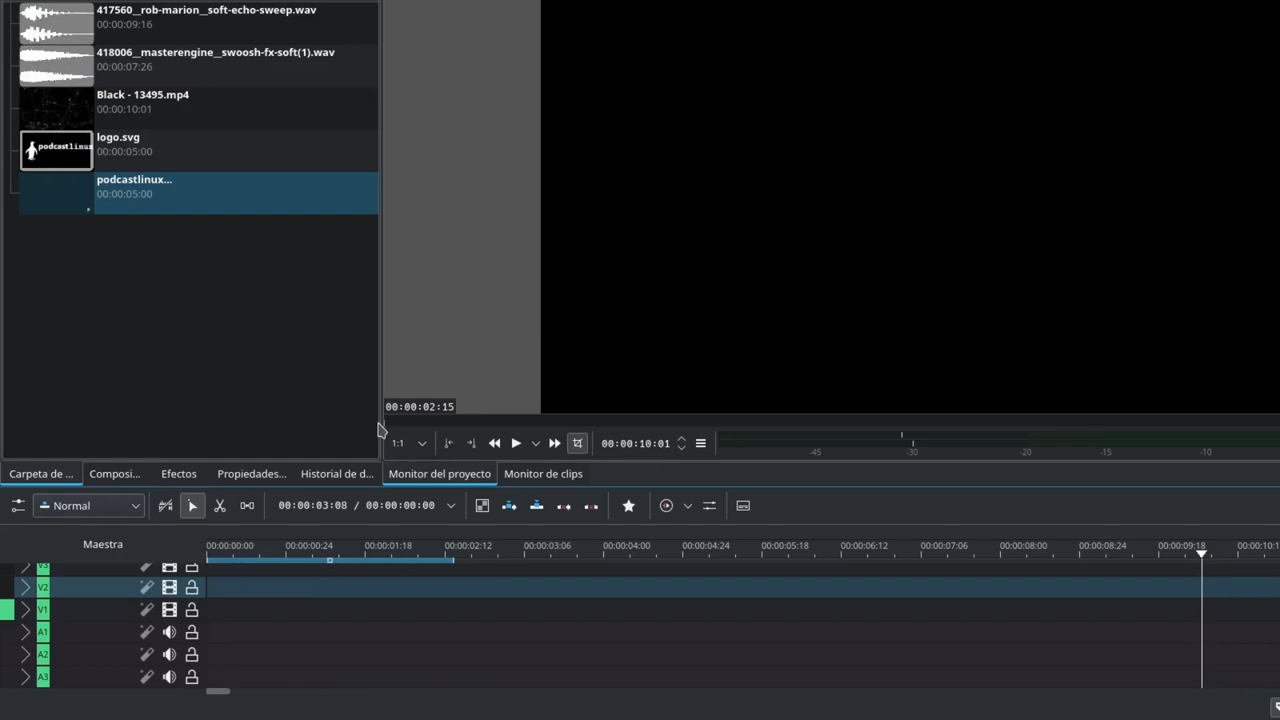 417560__rob-marion__soft-echo-sweep.wav
00:00:09:16
418006__masterengine__swoosh-fx-soft(1).wav
00:00:07:26
Black - 13495.mp4
00:00:10:01
podcastlinux
logo.svg
00:00:05:00
podcastlinux...
00:00:05:00
00:00:02:15
1:1
00:00:10:01
-45 -30 -20 -15 -10
Carpeta de ... Composi... Efectos Propiedades... Historial de d... Monitor del proyecto Monitor de clips
Normal 00:00:03:08 / 00:00:00:00
Maestra 00:00:00:00 00:00:00:24 00:00:01:18 00:00:02:12 00:00:03:06 00:00:04:00 00:00:04:24 00:00:05:18 00:00:06:12 00:00:07:06 00:00:08:00 00:00:08:24 00:00:09:18 00:00:10:1
V3
V2
V1
A1
A2
A3